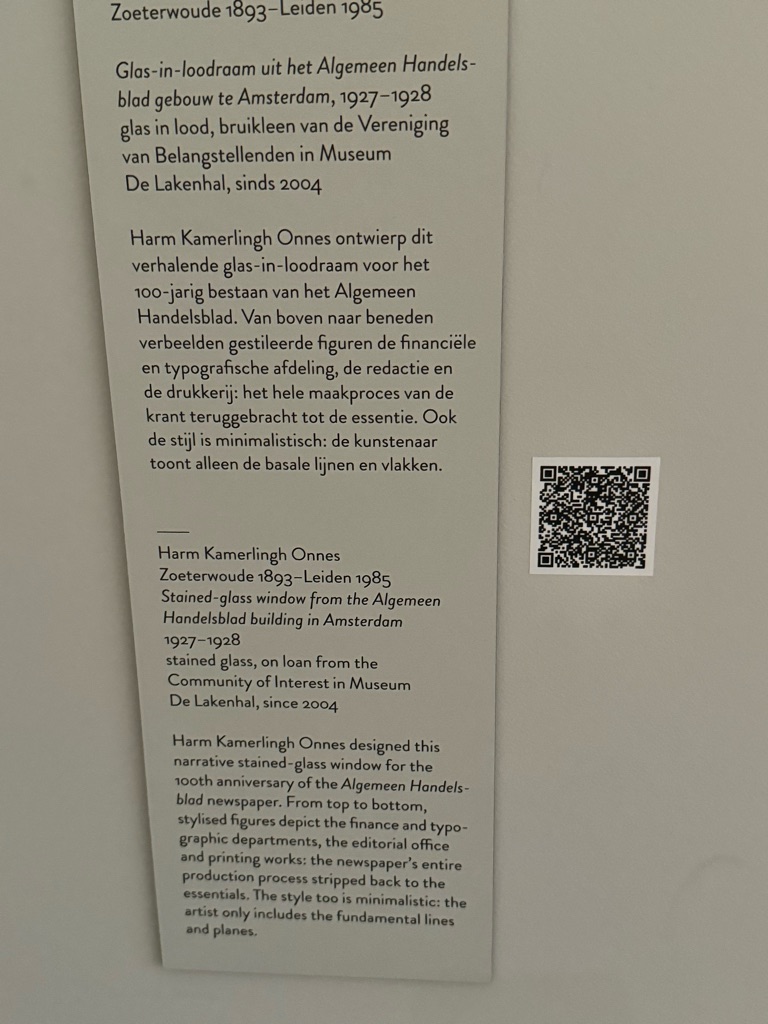 Zoeterwoude 1893–Leiden 1985
Glas-in-loodraam uit het Algemeen Handels-
blad gebouw te Amsterdam, 1927–1928
glas in lood, bruikleen van de Vereniging
van Belangstellenden in Museum
De Lakenhal, sinds 2004
Harm Kamerlingh Onnes ontwierp dit
verhalende glas-in-loodraam voor het
100-jarig bestaan van het Algemeen
Handelsblad. Van boven naar beneden
verbeelden gestileerde figuren de financiële
en typografische afdeling, de redactie en
de drukkerij: het hele maakproces van de
krant teruggebracht tot de essentie. Ook
de stijl is minimalistisch: de kunstenaar
toont alleen de basale lijnen en vlakken.
Harm Kamerlingh Onnes
Zoeterwoude 1893–Leiden 1985
Stained-glass window from the Algemeen
Handelsblad building in Amsterdam
1927–1928
stained glass, on loan from the
Community of Interest in Museum
De Lakenhal, since 2004
Harm Kamerlingh Onnes designed this
narrative stained-glass window for the
100th anniversary of the Algemeen Handels-
blad newspaper. From top to bottom,
stylised figures depict the finance and typo-
graphic departments, the editorial office
and printing works: the newspaper's entire
production process stripped back to the
essentials. The style too is minimalistic: the
artist only includes the fundamental lines
and planes.